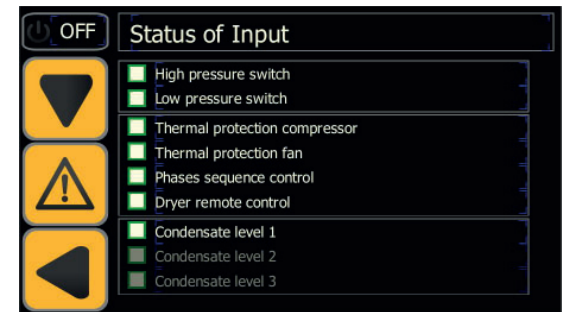 OFF
Status of Input
High pressure switch
Low pressure switch
Thermal protection compressor
Thermal protection fan
Phases sequence control
Dryer remote control
Condensate level 1
Condensate level 2
Condensate level 3